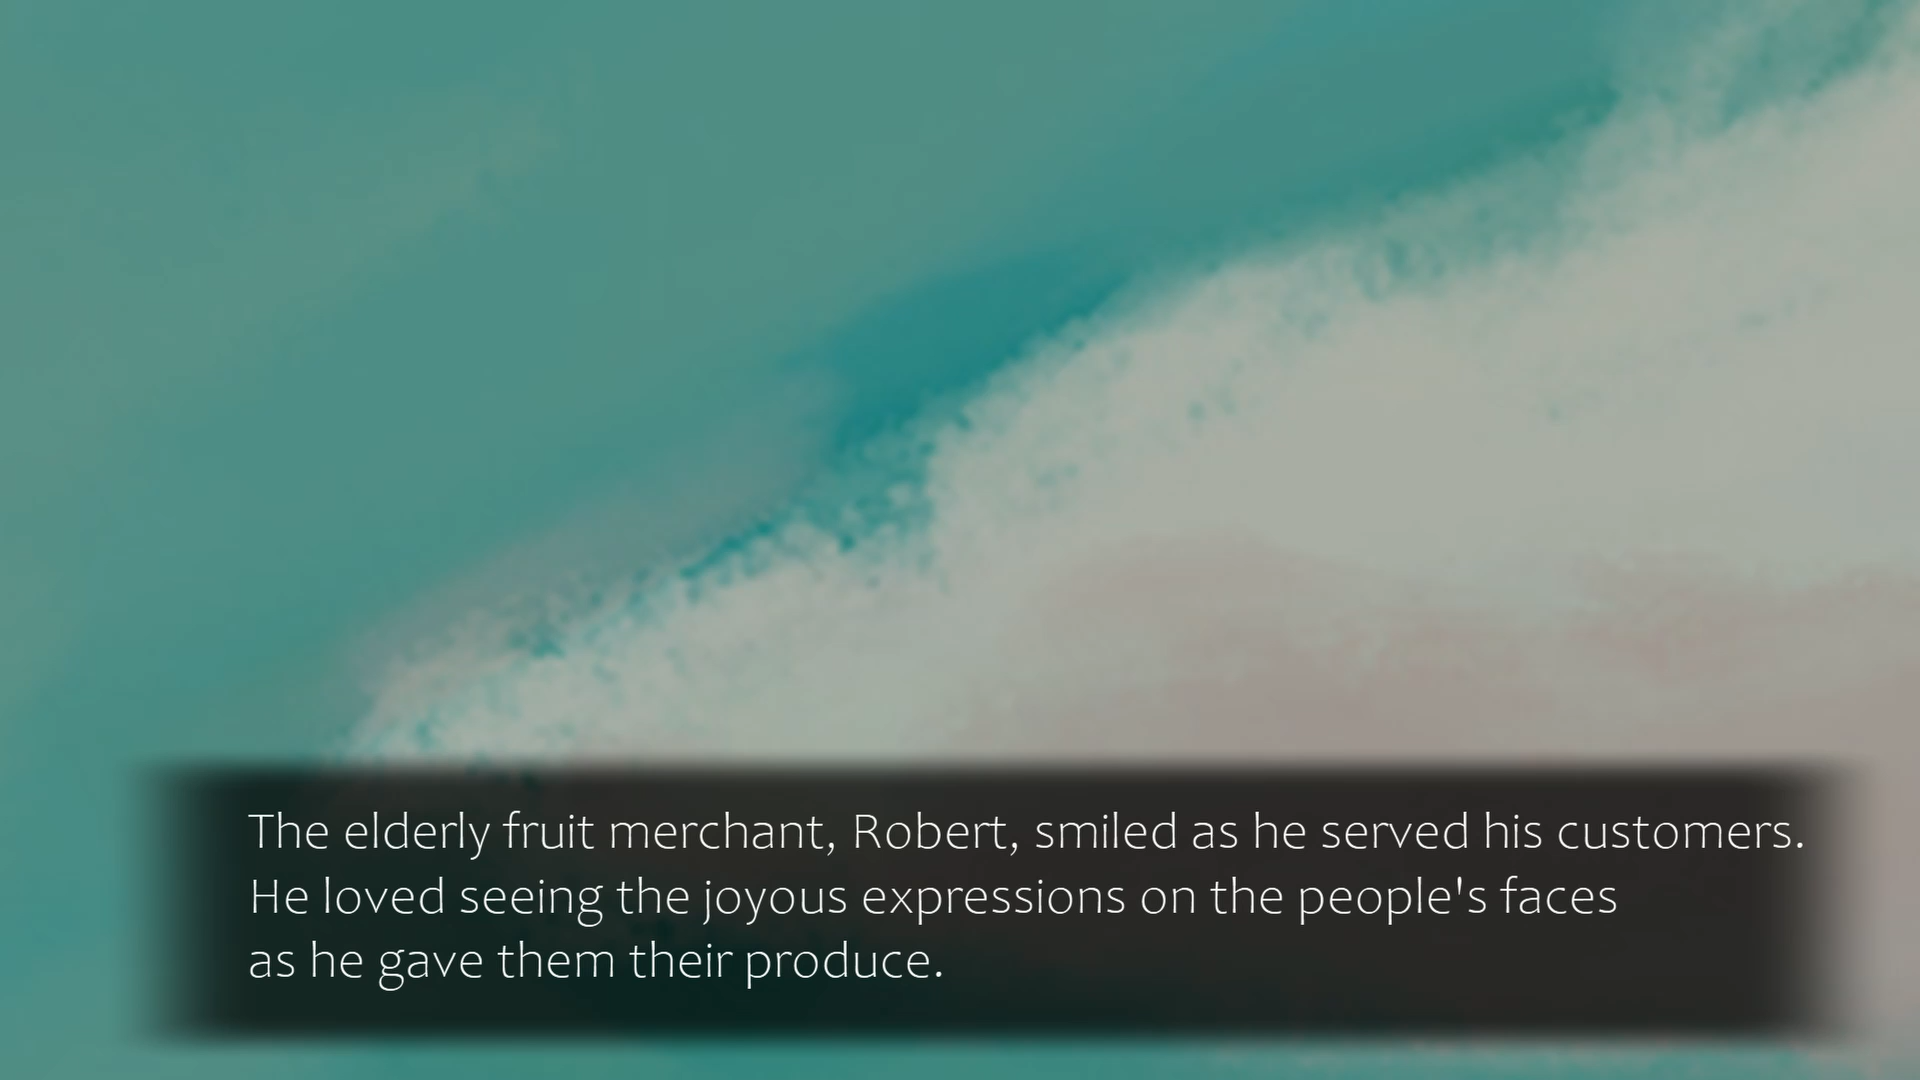 The elderly fruit merchant, Robert, smiled as he served his customers.
He loved seeing the joyous expressions on the people's faces
as he gave them their produce.